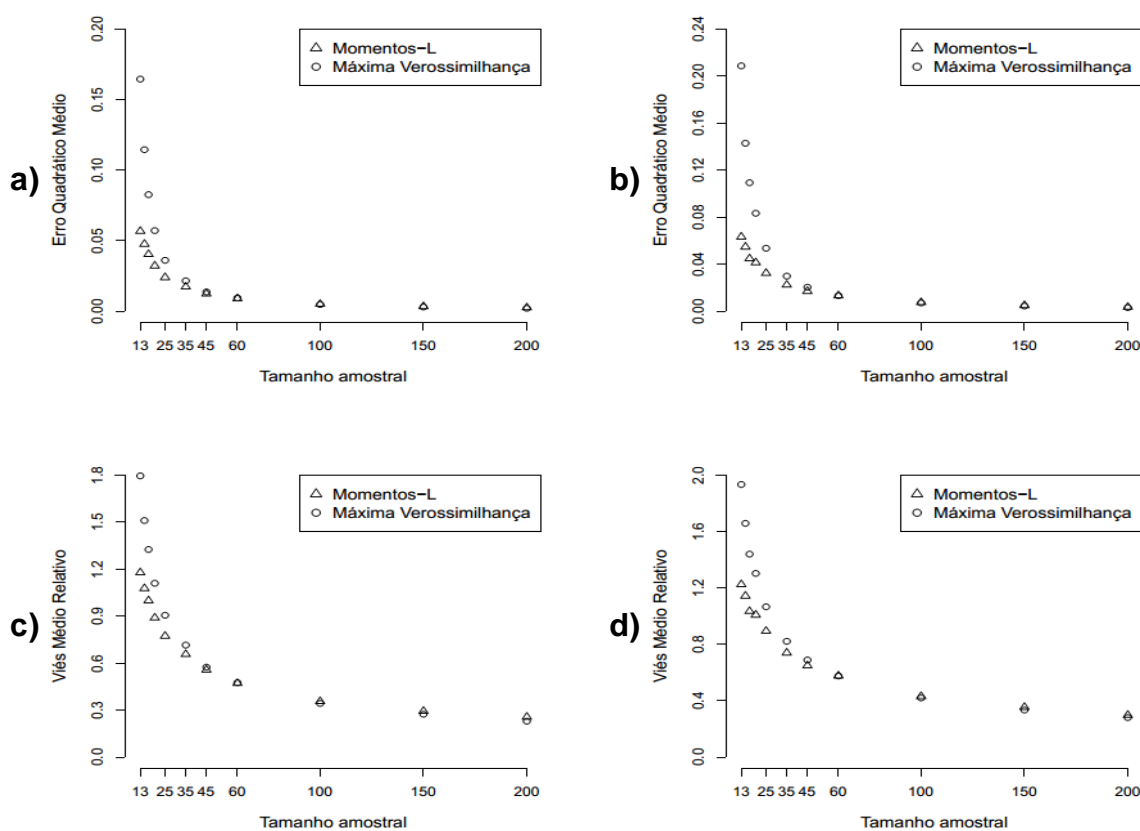 a)
Erro Quadrático Médio
0.00 0.05 0.10 0.15 0.20
Momentos−L
Máxima Verossimilhança
13 25 35 45 60 100 150 200
Tamanho amostral
b)
Erro Quadrático Médio
0.00 0.04 0.08 0.12 0.16 0.20 0.24
Momentos−L
Máxima Verossimilhança
13 25 35 45 60 100 150 200
Tamanho amostral
c)
Viés Médio Relativo
0.0 0.3 0.6 0.9 1.2 1.5 1.8
Momentos−L
Máxima Verossimilhança
13 25 35 45 60 100 150 200
Tamanho amostral
d)
Viés Médio Relativo
0.0 0.4 0.8 1.2 1.6 2.0
Momentos−L
Máxima Verossimilhança
13 25 35 45 60 100 150 200
Tamanho amostral